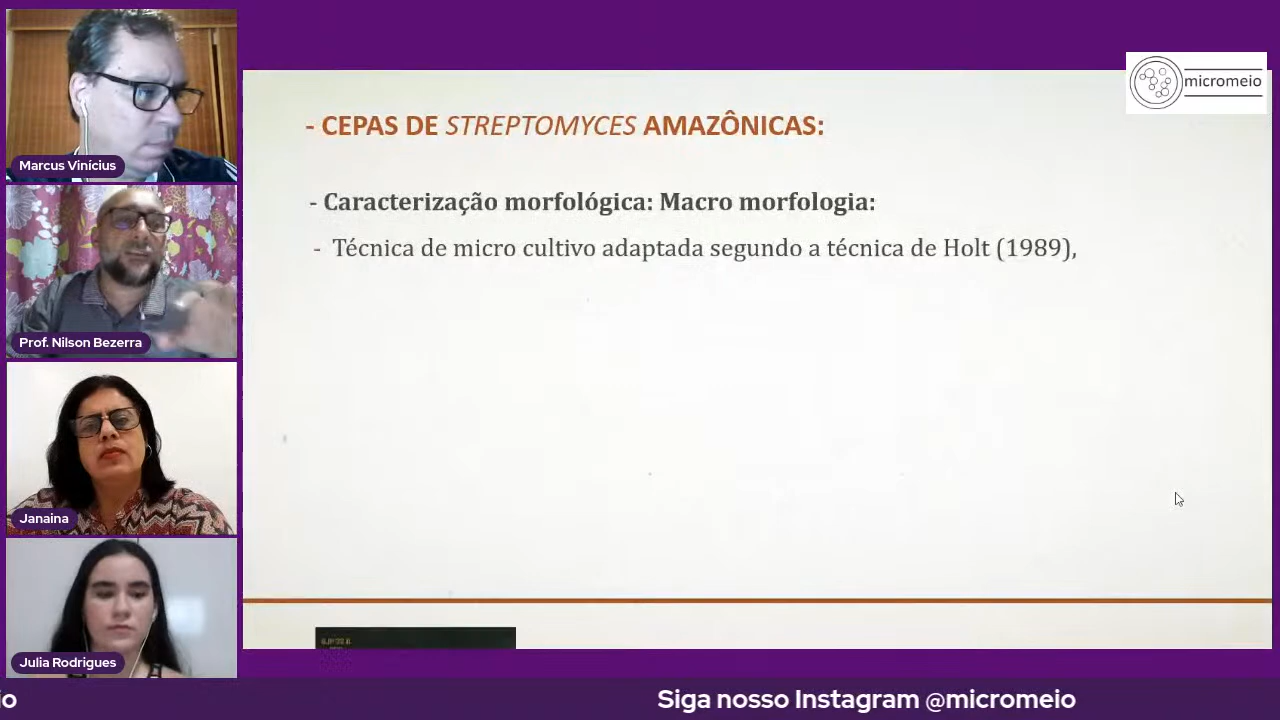 Marcus Vinícius
Prof. Nilson Bezerra
Janaina
Julia Rodrigues
micromeio
- CEPAS DE STREPTOMYCES AMAZÔNICAS:
- Caracterização morfológica: Macro morfologia:
- Técnica de micro cultivo adaptada segundo a técnica de Holt (1989),
io
Siga nosso Instagram @micromeio